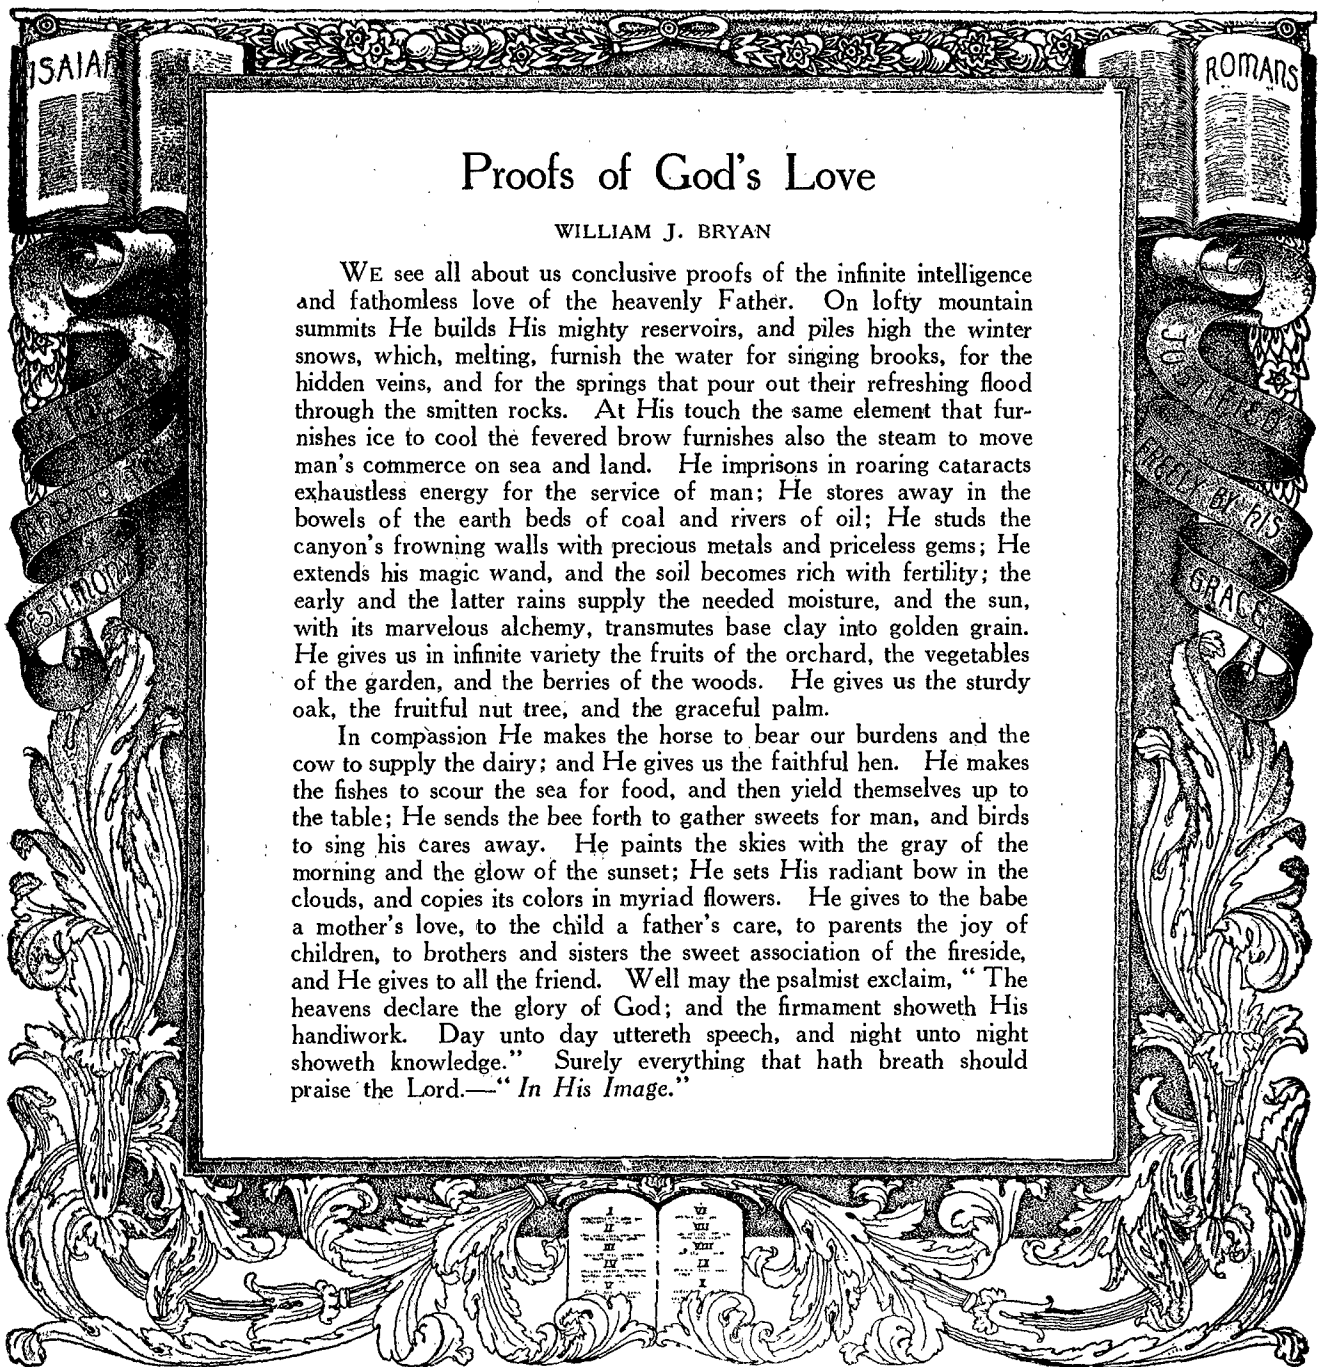 ISAIAH
ROMANS
Proofs of God's Love
WILLIAM J. BRYAN
WE see all about us conclusive proofs of the infinite intelligence
and fathomless love of the heavenly Father. On lofty mountain
summits He builds His mighty reservoirs, and piles high the winter
snows, which, melting, furnish the water for singing brooks, for the
hidden veins, and for the springs that pour out their refreshing flood
through the smitten rocks. At His touch the same element that fur-
nishes ice to cool the fevered brow furnishes also the steam to move
man's commerce on sea and land. He imprisons in roaring cataracts
exhaustless energy for the service of man; He stores away in the
bowels of the earth beds of coal and rivers of oil; He studs the
canyon's frowning walls with precious metals and priceless gems; He
extends his magic wand, and the soil becomes rich with fertility; the
early and the latter rains supply the needed moisture, and the sun,
with its marvelous alchemy, transmutes base clay into golden grain.
He gives us in infinite variety the fruits of the orchard, the vegetables
of the garden, and the berries of the woods. He gives us the sturdy
oak, the fruitful nut tree, and the graceful palm.
In compassion He makes the horse to bear our burdens and the
cow to supply the dairy; and He gives us the faithful hen. He makes
the fishes to scour the sea for food, and then yield themselves up to
the table; He sends the bee forth to gather sweets for man, and birds
to sing his cares away. He paints the skies with the gray of the
morning and the glow of the sunset; He sets His radiant bow in the
clouds, and copies its colors in myriad flowers. He gives to the babe
a mother's love, to the child a father's care, to parents the joy of
children, to brothers and sisters the sweet association of the fireside,
and He gives to all the friend. Well may the psalmist exclaim, "The
heavens declare the glory of God; and the firmament showeth His
handiwork. Day unto day uttereth speech, and night unto night
showeth knowledge." Surely everything that hath breath should
praise the Lord.—"In His Image."
TESTIMONY
JUSTIFIED
FREELY BY HIS
GRACE
I
II
III
IV
V
VI
VII
VIII
IX
X